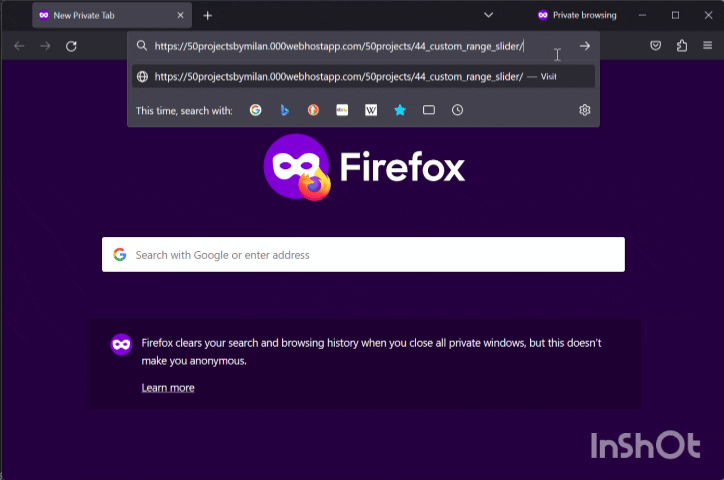 New Private Tab
Private browsing
https://50projectsbymilan.000webhostapp.com/50projects/44_custom_range_slider/
https://50projectsbymilan.000webhostapp.com/50projects/44_custom_range_slider/ — Visit
This time, search with:
Firefox
Search with Google or enter address
Firefox clears your search and browsing history when you close all private windows, but this doesn't
make you anonymous.
Learn more
InShOt